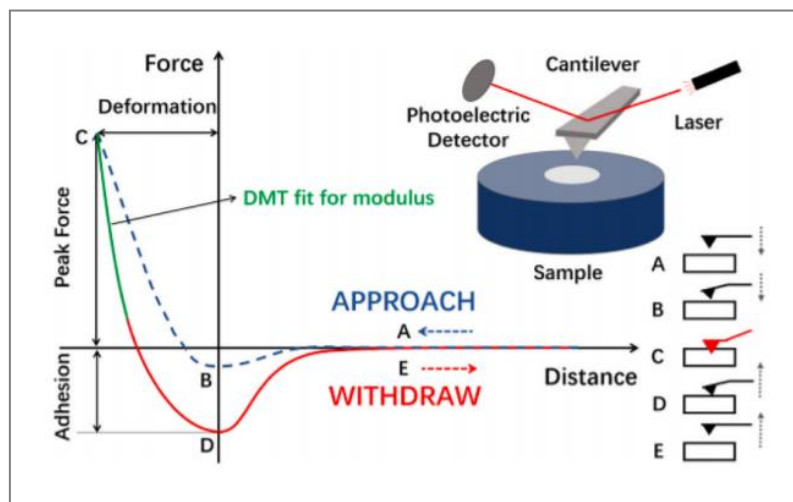 Force
Deformation
C
Peak Force
DMT fit for modulus
Adhesion
B
D
APPROACH
A
E
WITHDRAW
Distance
Cantilever
Photoelectric
Detector
Laser
Sample
A
B
C
D
E